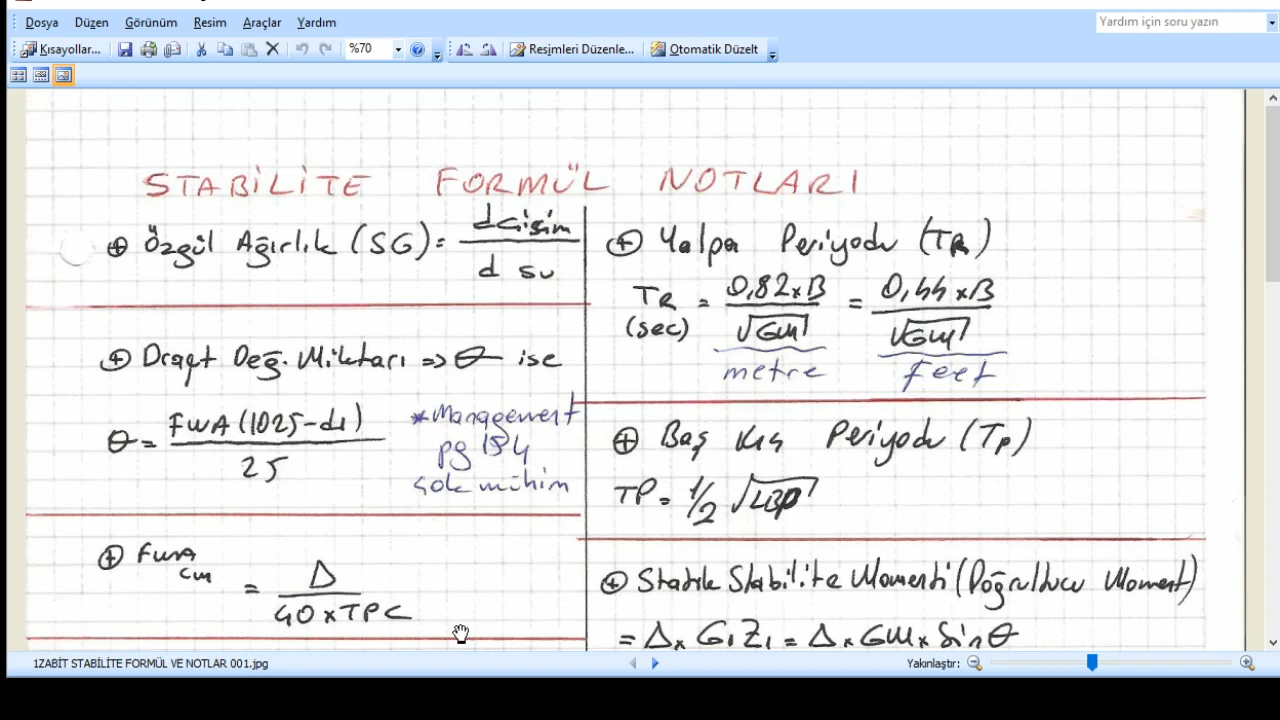 Dosya Düzen Görünüm Resim Araçlar Yardım
Yardım için soru yazın
Kısayollar... %70 Resimleri Düzenle... Otomatik Düzelt
STABİLİTE FORMÜL NOTLARI
⊕ Özgül Ağırlık (SG) = dCisim / d su
⊕ Draft Değ. Miktarı => θ ise
θ = FWA (1025-d1) / 25
*Management
pg 154
çok mühim
⊕ FWA cm = Δ / 40 x TPC
⊕ Yalpa Periyodu (TR)
TR (sec) = 0,82 x B / √GM = 0,44 x B / √GM
metre feet
⊕ Baş Kıç Periyodu (Tp)
TP = 1/2 √LBP
⊕ Statik Stabilite Momenti (Doğrultucu Moment)
= Δ x G1Z1 = Δ x GM x Sin θ
1ZABİT STABİLİTE FORMÜL VE NOTLAR 001.jpg
Yakınlaştır: